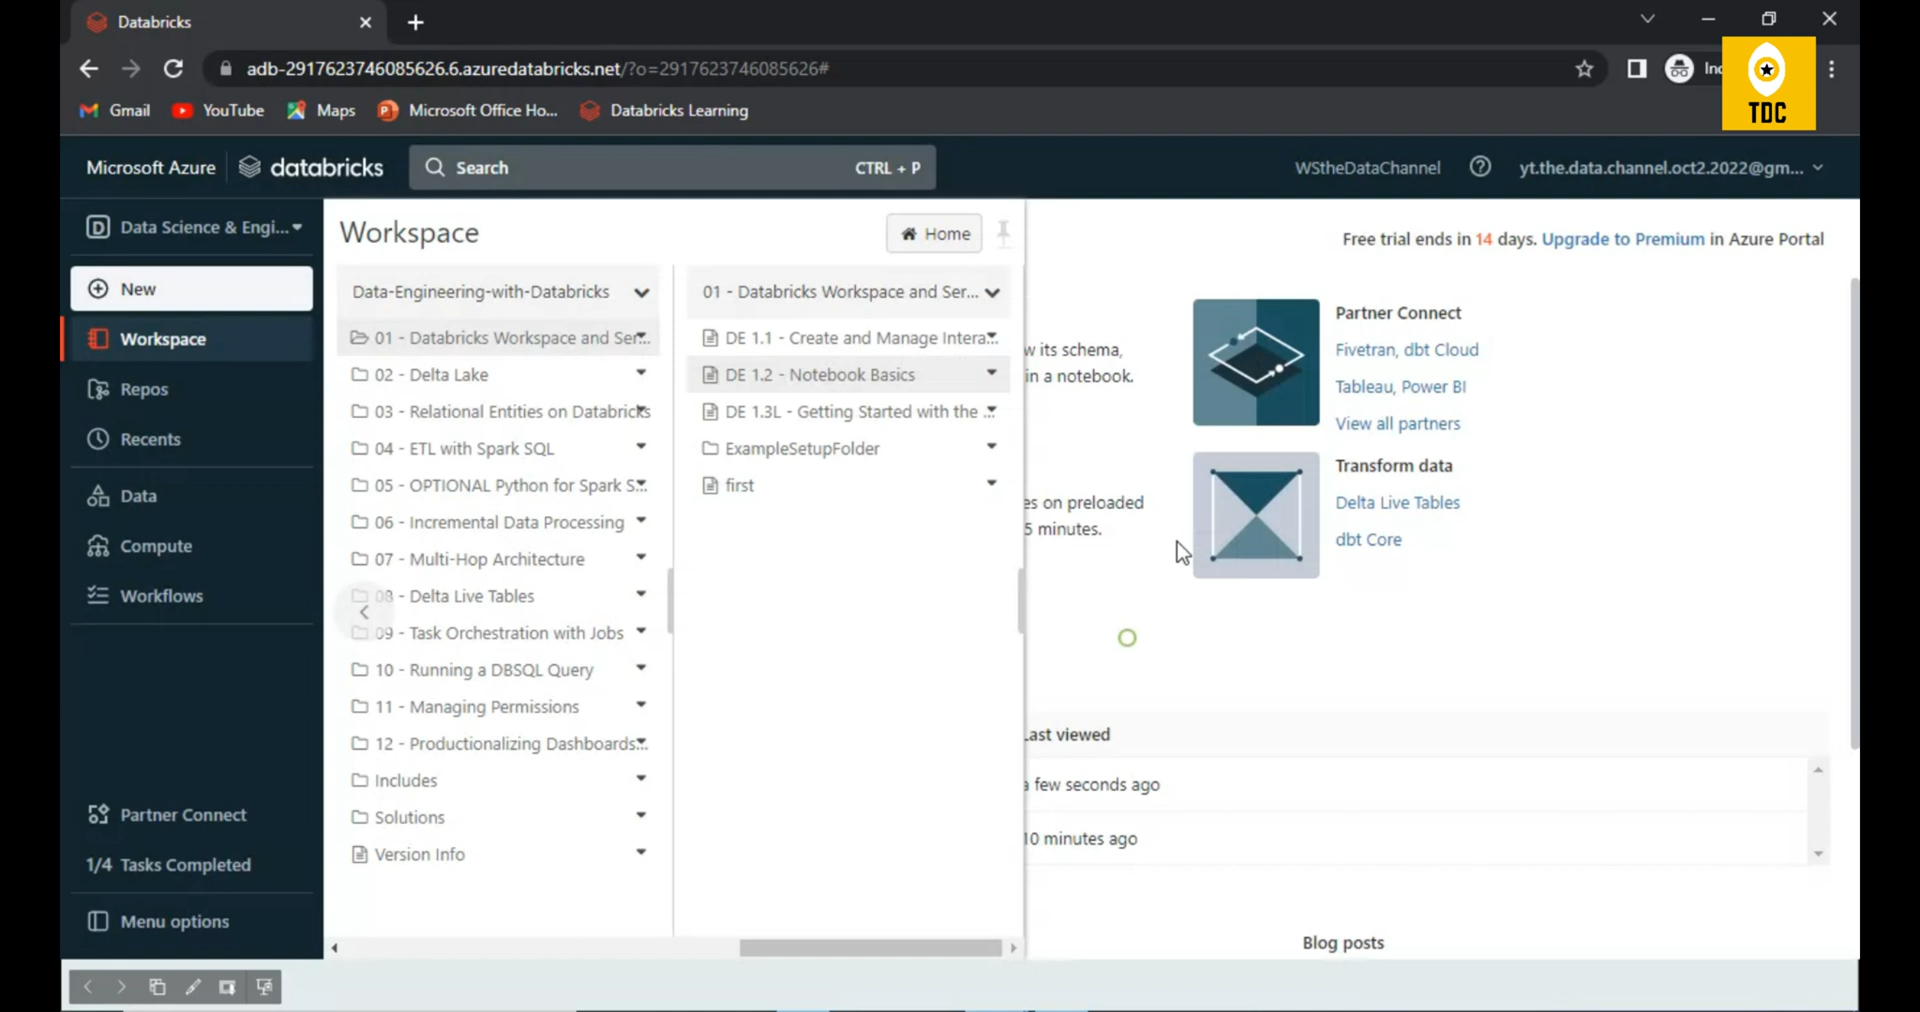 Databricks
adb-2917623746085626.6.azuredatabricks.net/?o=2917623746085626#
Inc
TDC
Gmail
YouTube
Maps
Microsoft Office Ho...
Databricks Learning
Microsoft Azure
databricks
Search
CTRL + P
WStheDataChannel
yt.the.data.channel.oct2.2022@gm...
Data Science & Engi...
New
Workspace
Repos
Recents
Data
Compute
Workflows
Partner Connect
1/4 Tasks Completed
Menu options
Workspace
Home
Data-Engineering-with-Databricks
01 - Databricks Workspace and Ser...
02 - Delta Lake
03 - Relational Entities on Databricks
04 - ETL with Spark SQL
05 - OPTIONAL Python for Spark S...
06 - Incremental Data Processing
07 - Multi-Hop Architecture
08 - Delta Live Tables
09 - Task Orchestration with Jobs
10 - Running a DBSQL Query
11 - Managing Permissions
12 - Productionalizing Dashboards...
Includes
Solutions
Version Info
01 - Databricks Workspace and Ser...
DE 1.1 - Create and Manage Intera...
DE 1.2 - Notebook Basics
DE 1.3L - Getting Started with the ...
ExampleSetupFolder
first
Free trial ends in 14 days. Upgrade to Premium in Azure Portal
w its schema,
in a notebook.
es on preloaded
5 minutes.
Partner Connect
Fivetran, dbt Cloud
Tableau, Power BI
View all partners
Transform data
Delta Live Tables
dbt Core
Last viewed
a few seconds ago
10 minutes ago
Blog posts